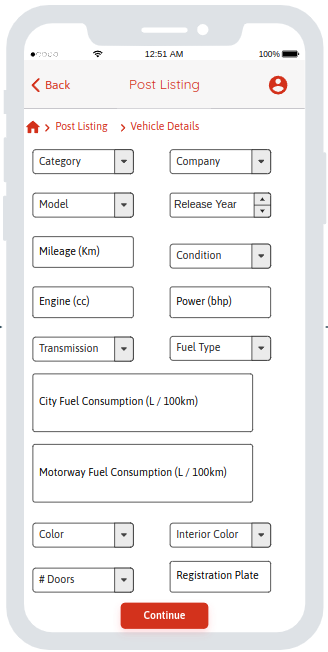 12:51 AM 100%
Back Post Listing
Post Listing Vehicle Details
Category Company
Model Release Year
Mileage (Km) Condition
Engine (cc) Power (bhp)
Transmission Fuel Type
City Fuel Consumption (L / 100km)
Motorway Fuel Consumption (L / 100km)
Color Interior Color
# Doors Registration Plate
Continue